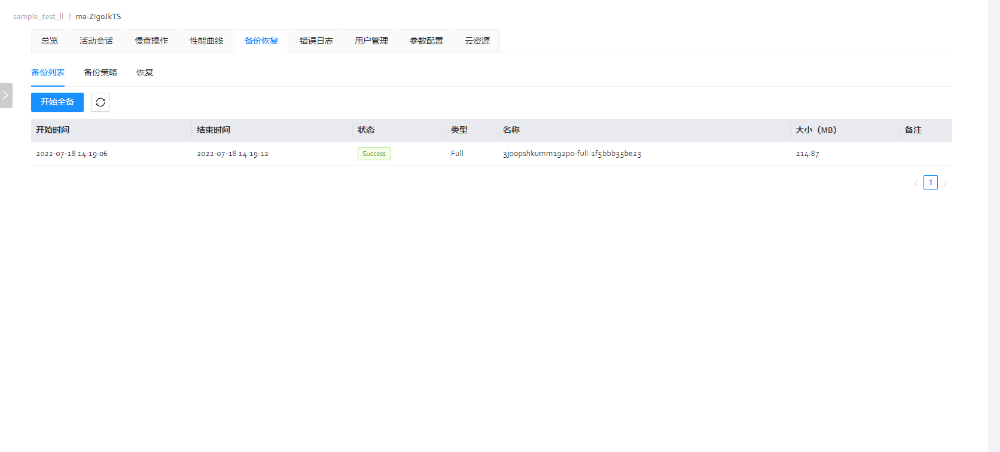 sample_test_ll / ma-ZIgoJkTS
总览 活动会话 慢查操作 性能曲线 备份恢复 错误日志 用户管理 参数配置 云资源
备份列表 备份策略 恢复
开始全备
开始时间 结束时间 状态 类型 名称 大小（MB） 备注
2022-07-18 14:19:06 2022-07-18 14:19:12 Success Full 3joopshkumm192po-full-1f5bbb35be23 214.87
1